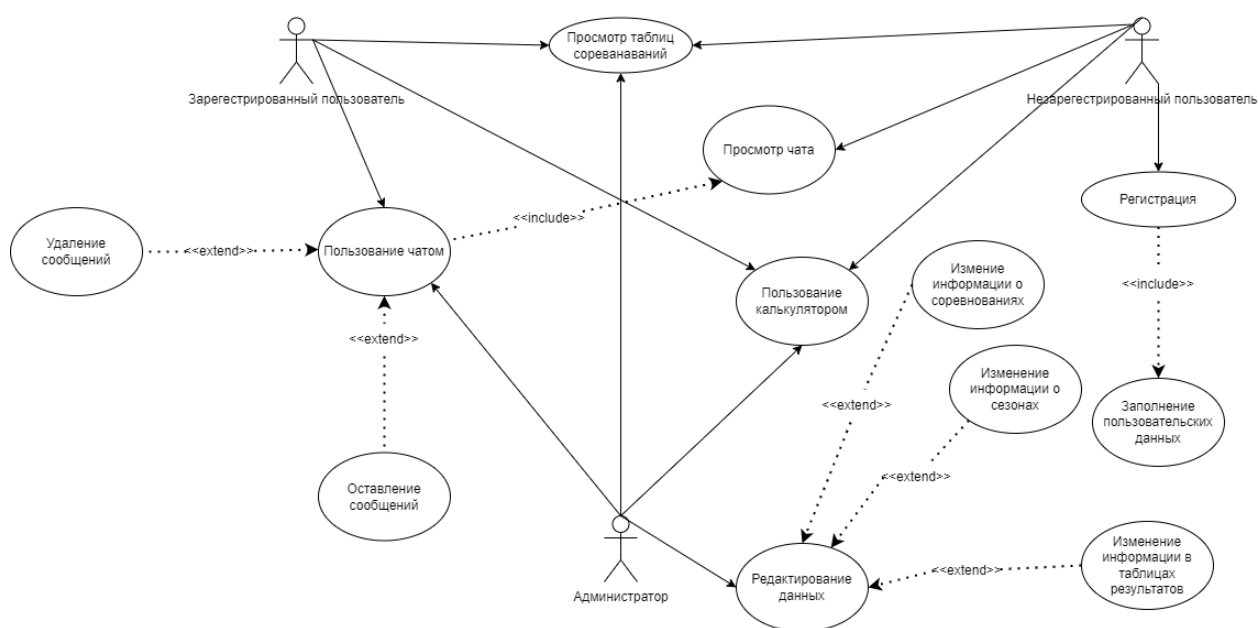 Просмотр таблиц
сореванаваний
Зарегестрированный пользователь
Незарегестрированный пользователь
Просмотр чата
Регистрация
<<include>>
Удаление
сообщений
<<extend>>
Пользование чатом
Измение
информации о
соревнованиях
<<include>>
Пользование
калькулятором
<<extend>>
Изменение
информации о
сезонах
<<extend>>
Заполнение
пользовательских
данных
<<extend>>
Оставление
сообщений
Изменение
информации в
таблицах
результатов
<<extend>>
Редактирование
данных
Администратор